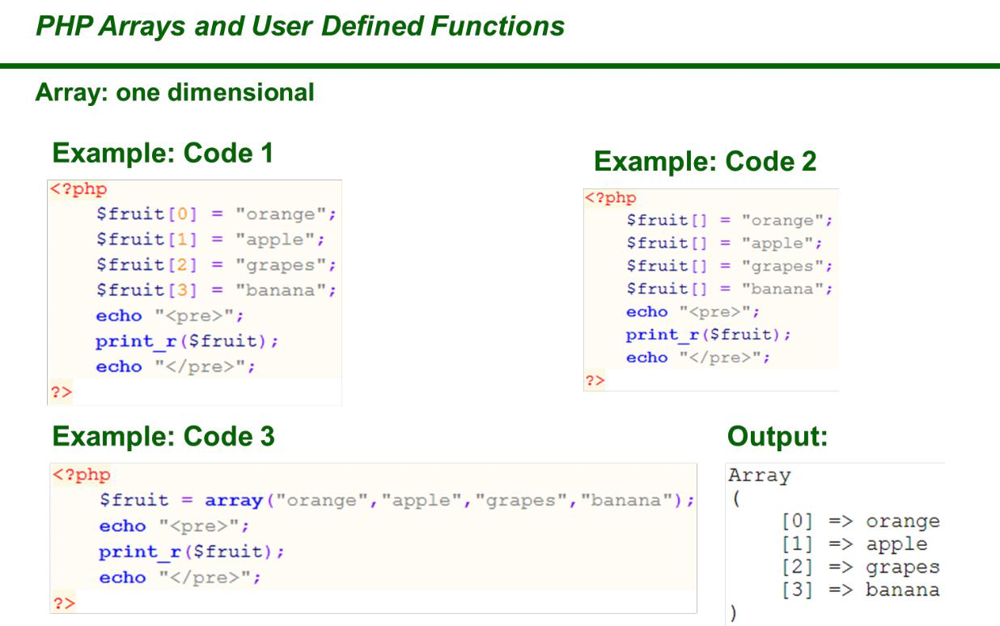 PHP Arrays and User Defined Functions
Array: one dimensional
Example: Code 1
<?php
$fruit[0] = "orange";
$fruit[1] = "apple";
$fruit[2] = "grapes";
$fruit[3] = "banana";
echo "<pre>";
print_r($fruit);
echo "</pre>";
?>
Example: Code 2
<?php
$fruit[] = "orange";
$fruit[] = "apple";
$fruit[] = "grapes";
$fruit[] = "banana";
echo "<pre>";
print_r($fruit);
echo "</pre>";
?>
Example: Code 3
<?php
$fruit = array("orange","apple","grapes","banana");
echo "<pre>";
print_r($fruit);
echo "</pre>";
?>
Output:
Array
(
[0] => orange
[1] => apple
[2] => grapes
[3] => banana
)